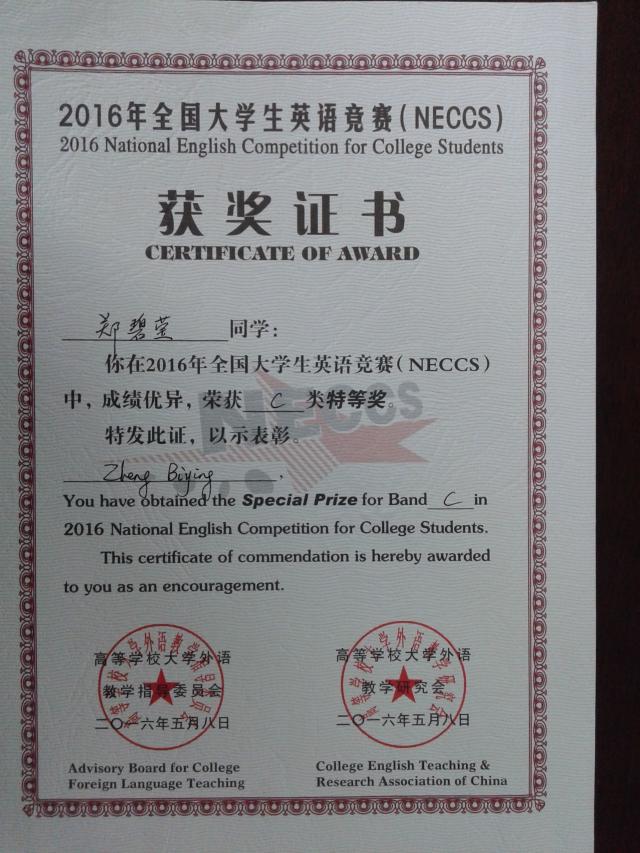 2016年全国大学生英语竞赛(NECCS)
2016 National English Competition for College Students
获奖证书
CERTIFICATE OF AWARD
郑碧莹 同学:
你在2016年全国大学生英语竞赛(NECCS)
中,成绩优异,荣获 C 类特等奖。
特发此证,以示表彰。
NECCS
Zheng Biying ,
You have obtained the Special Prize for Band C in
2016 National English Competition for College Students.
This certificate of commendation is hereby awarded
to you as an encouragement.
高等学校大学外语
教学指导委员会
二〇一六年五月八日
Advisory Board for College
Foreign Language Teaching
高等学校大学外语
教学研究会
二〇一六年五月八日
College English Teaching &
Research Association of China